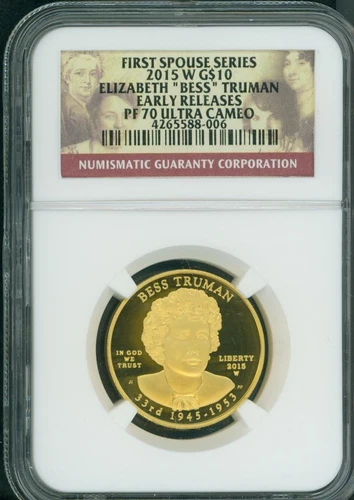 FIRST SPOUSE SERIES
2015 W G$10
ELIZABETH "BESS" TRUMAN
EARLY RELEASES
PF 70 ULTRA CAMEO
4265588-006
NUMISMATIC GUARANTY CORPORATION
BESS TRUMAN
IN GOD
WE
TRUST
LIBERTY
2015
W
33rd 1945-1953